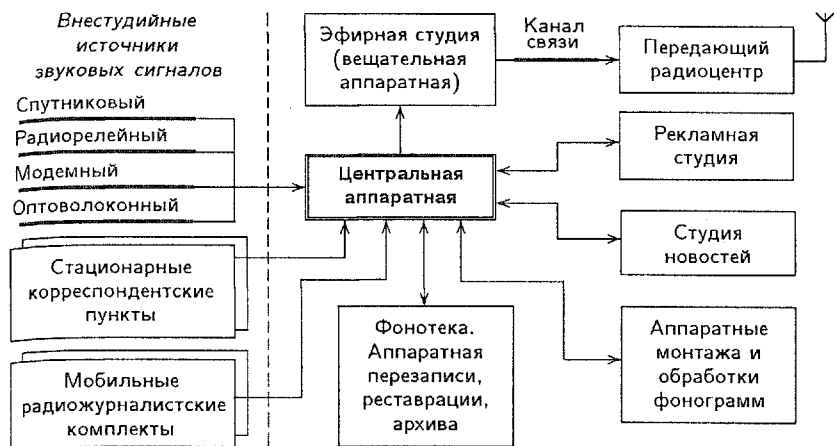 Внестудийные
источники
звуковых сигналов
Спутниковый
Радиорелейный
Модемный
Оптоволоконный
Стационарные
корреспондентские
пункты
Мобильные
радиожурналистские
комплекты
Эфирная студия
(вещательная
аппаратная)
Канал
связи
Передающий
радиоцентр
Центральная
аппаратная
Рекламная
студия
Студия
новостей
Фонотека.
Аппаратная
перезаписи,
реставрации,
архива
Аппаратные
монтажа и
обработки
фонограмм